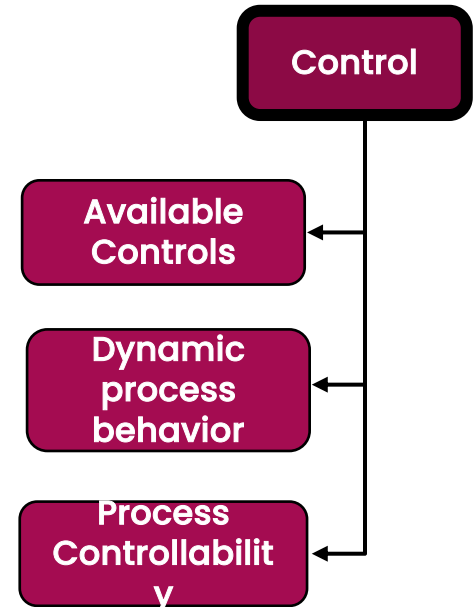 Control
Available
Controls
Dynamic
process
behavior
Process
Controllabilit
y